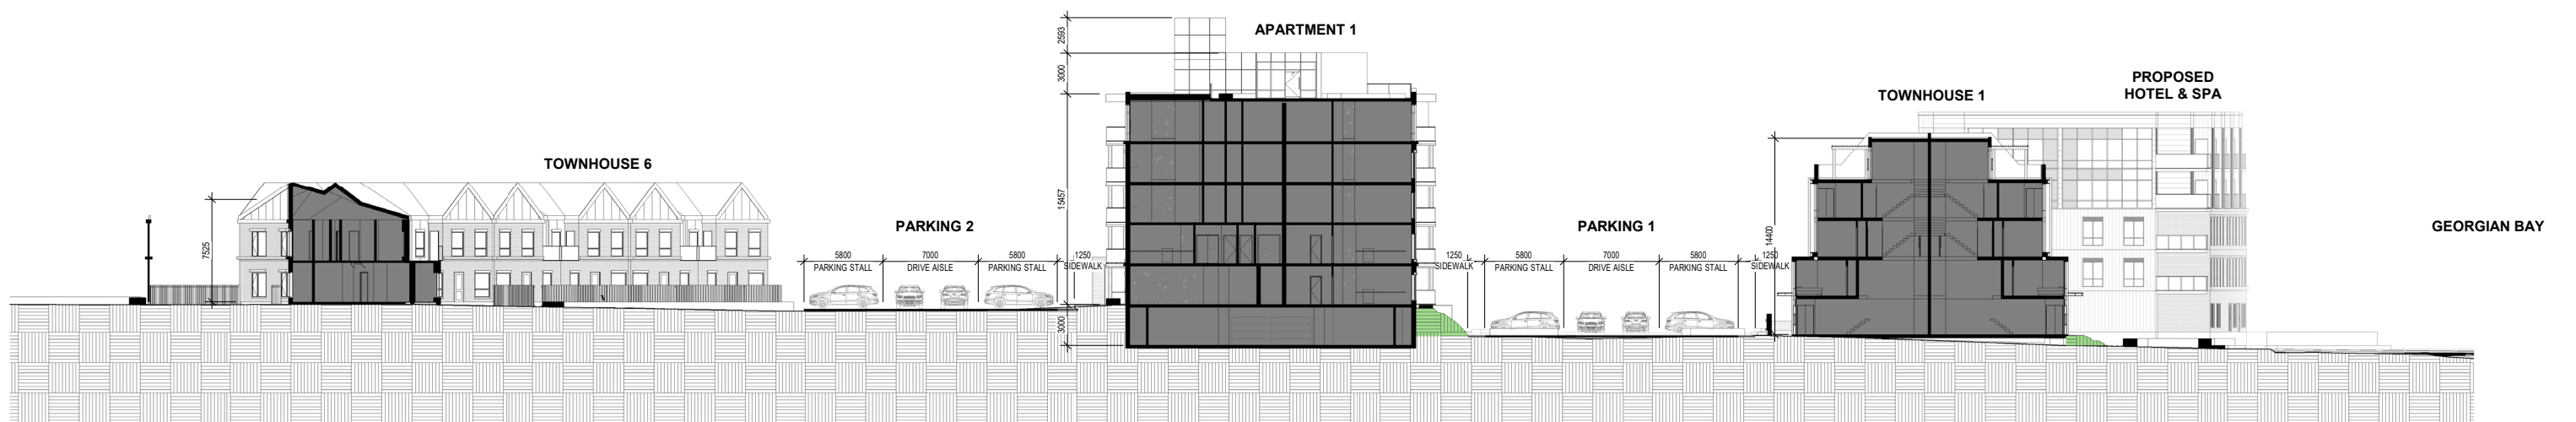 2593
APARTMENT 1
3000
PROPOSED
HOTEL & SPA
TOWNHOUSE 1
TOWNHOUSE 6
15457
7525
PARKING 2
PARKING 1
GEORGIAN BAY
14400
5800
PARKING STALL
7000
DRIVE AISLE
5800
PARKING STALL
1250
SIDEWALK
1250
SIDEWALK
5800
PARKING STALL
7000
DRIVE AISLE
5800
PARKING STALL
1250
SIDEWALK
3000